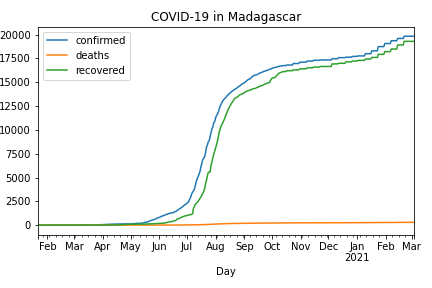 COVID-19 in Madagascar
confirmed
deaths
recovered
20000
17500
15000
12500
10000
7500
5000
2500
0
Feb Mar Apr May Jun Jul Aug Sep Oct Nov Dec Jan Feb Mar
2021
Day